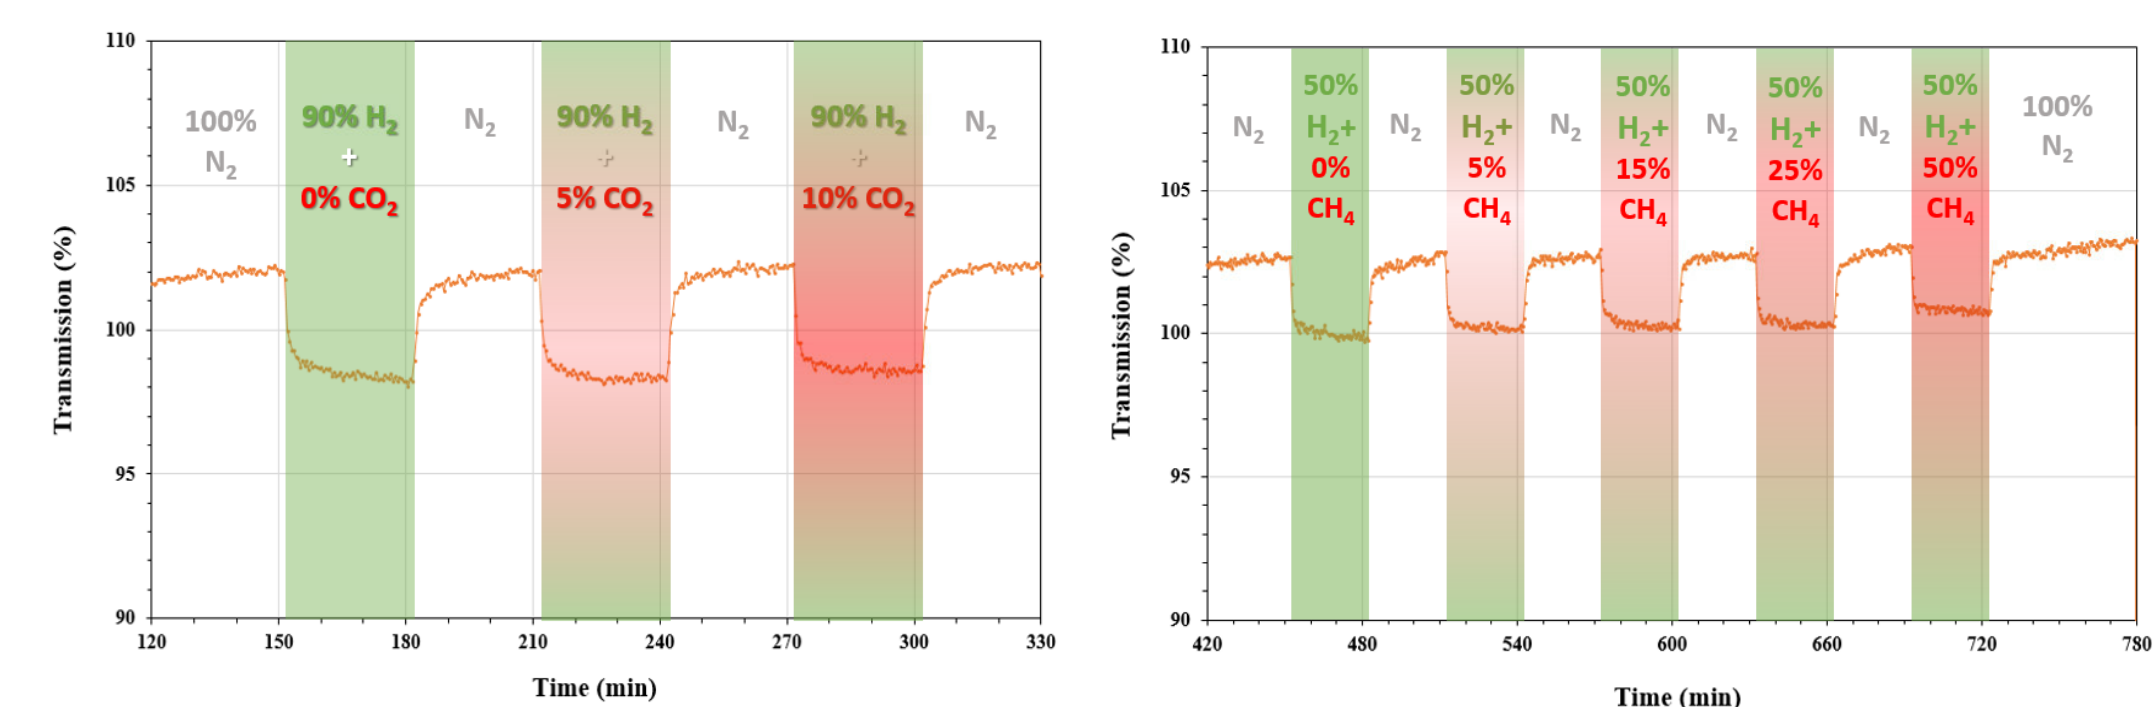 110
105
100
95
90
Transmission (%)
100%
N₂
90% H₂
+
0% CO₂
N₂
90% H₂
+
5% CO₂
N₂
90% H₂
+
10% CO₂
N₂
120 150 180 210 240 270 300 330
Time (min)
110
105
100
95
90
Transmission (%)
N₂
50%
H₂+
0%
CH₄
N₂
50%
H₂+
5%
CH₄
N₂
50%
H₂+
15%
CH₄
N₂
50%
H₂+
25%
CH₄
N₂
50%
H₂+
50%
CH₄
100%
N₂
420 480 540 600 660 720 780
Time (min)